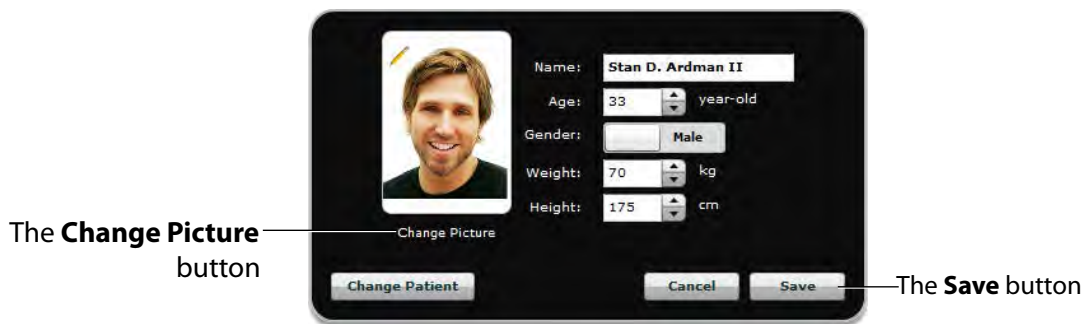 Name: Stan D. Ardman II
Age: 33 year-old
Gender: Male
Weight: 70 kg
Height: 175 cm
The Change Picture
button
Change Picture
Change Patient Cancel Save
The Save button